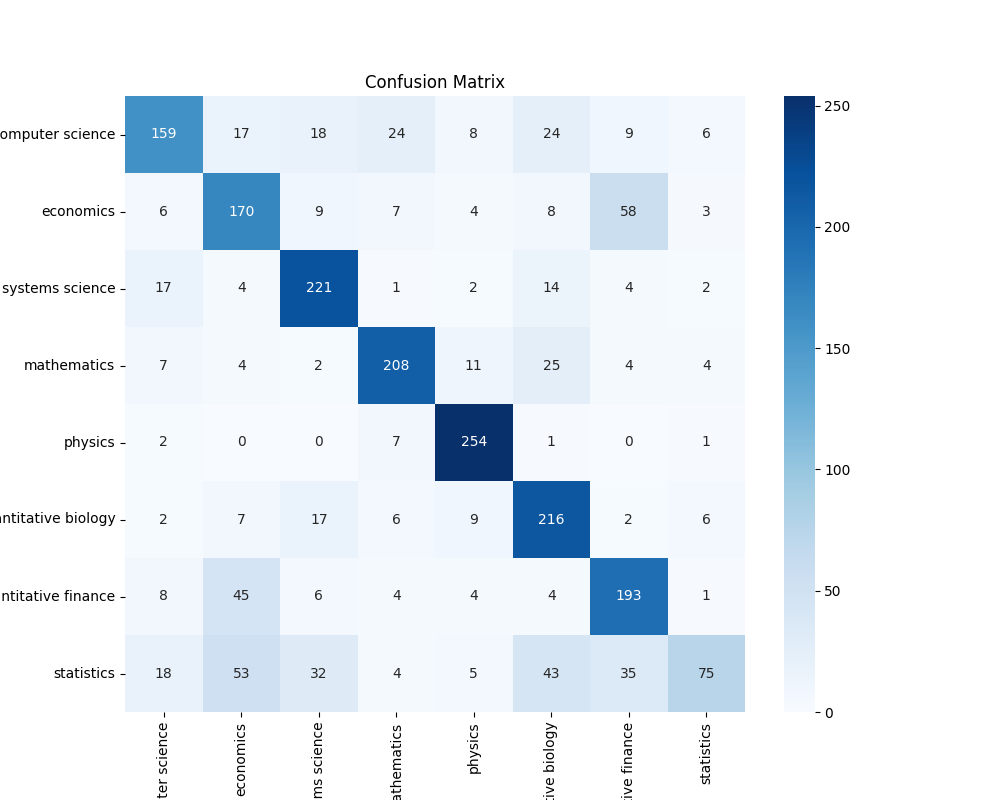 Confusion Matrix
omputer science 159 17 18 24 8 24 9 6
economics 6 170 9 7 4 8 58 3
systems science 17 4 221 1 2 14 4 2
mathematics 7 4 2 208 11 25 4 4
physics 2 0 0 7 254 1 0 1
ntitative biology 2 7 17 6 9 216 2 6
ntitative finance 8 45 6 4 4 4 193 1
statistics 18 53 32 4 5 43 35 75
ter science economics ms science athematics physics tive biology tive finance statistics
250
200
150
100
50
0